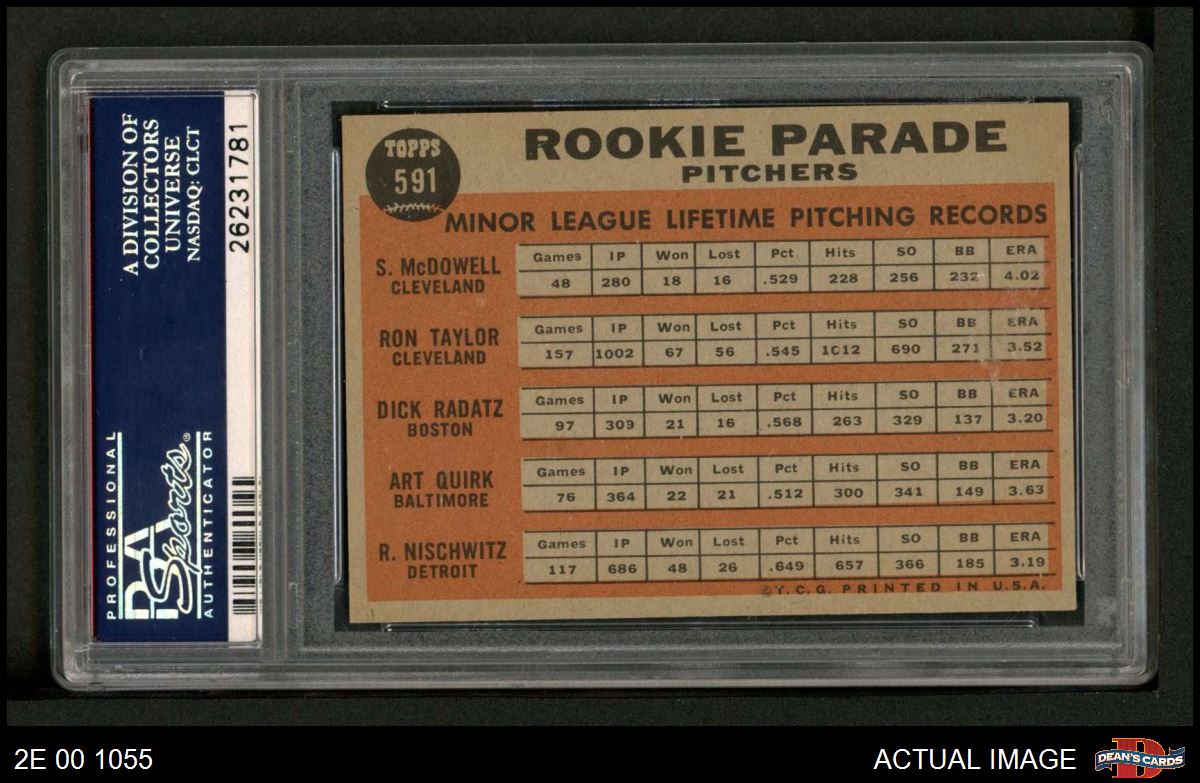 A DIVISION OF
COLLECTORS
UNIVERSE
NASDAQ: CLCT
26231781
PROFESSIONAL
PSA
Sports®
AUTHENTICATOR
TOPPS
591
ROOKIE PARADE
PITCHERS
MINOR LEAGUE LIFETIME PITCHING RECORDS
S. McDOWELL
CLEVELAND
Games IP Won Lost Pct Hits SO BB ERA
48 280 18 16 .529 228 256 232 4.02
RON TAYLOR
CLEVELAND
Games IP Won Lost Pct Hits SO BB ERA
157 1002 67 56 .545 1012 690 271 3.52
DICK RADATZ
BOSTON
Games IP Won Lost Pct Hits SO BB ERA
97 309 21 16 .568 263 329 137 3.20
ART QUIRK
BALTIMORE
Games IP Won Lost Pct Hits SO BB ERA
76 364 22 21 .512 300 341 149 3.63
R. NISCHWITZ
DETROIT
Games IP Won Lost Pct Hits SO BB ERA
117 686 48 26 .649 657 366 185 3.19
©T.C.G. PRINTED IN U.S.A.
2E 00 1055
ACTUAL IMAGE
D
DEAN'S CARDS